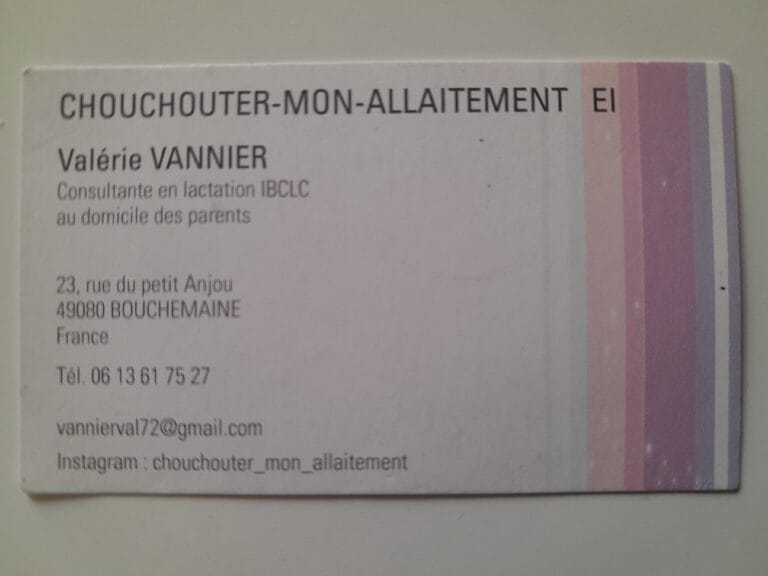 CHOUCHOUTER-MON-ALLAITEMENT EI
Valérie VANNIER
Consultante en lactation IBCLC
au domicile des parents
23, rue du petit Anjou
49080 BOUCHEMAINE
France
Tél. 06 13 61 75 27
vannierval72@gmail.com
Instagram : chouchouter_mon_allaitement